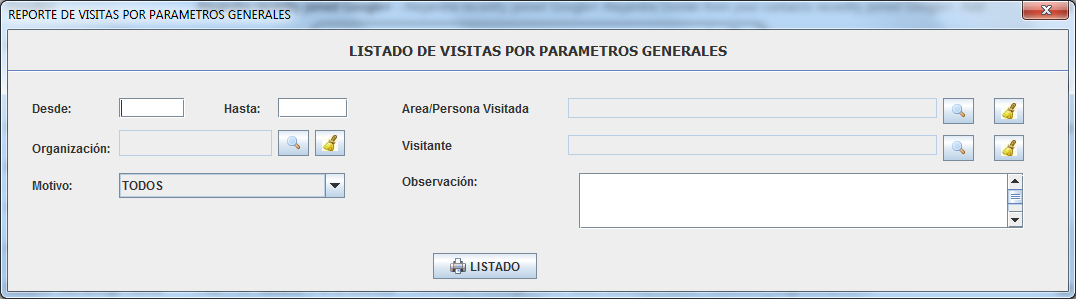 REPORTE DE VISITAS POR PARAMETROS GENERALES
LISTADO DE VISITAS POR PARAMETROS GENERALES
Desde:
Hasta:
Area/Persona Visitada
Organización:
Visitante
Motivo:
TODOS
Observación:
LISTADO